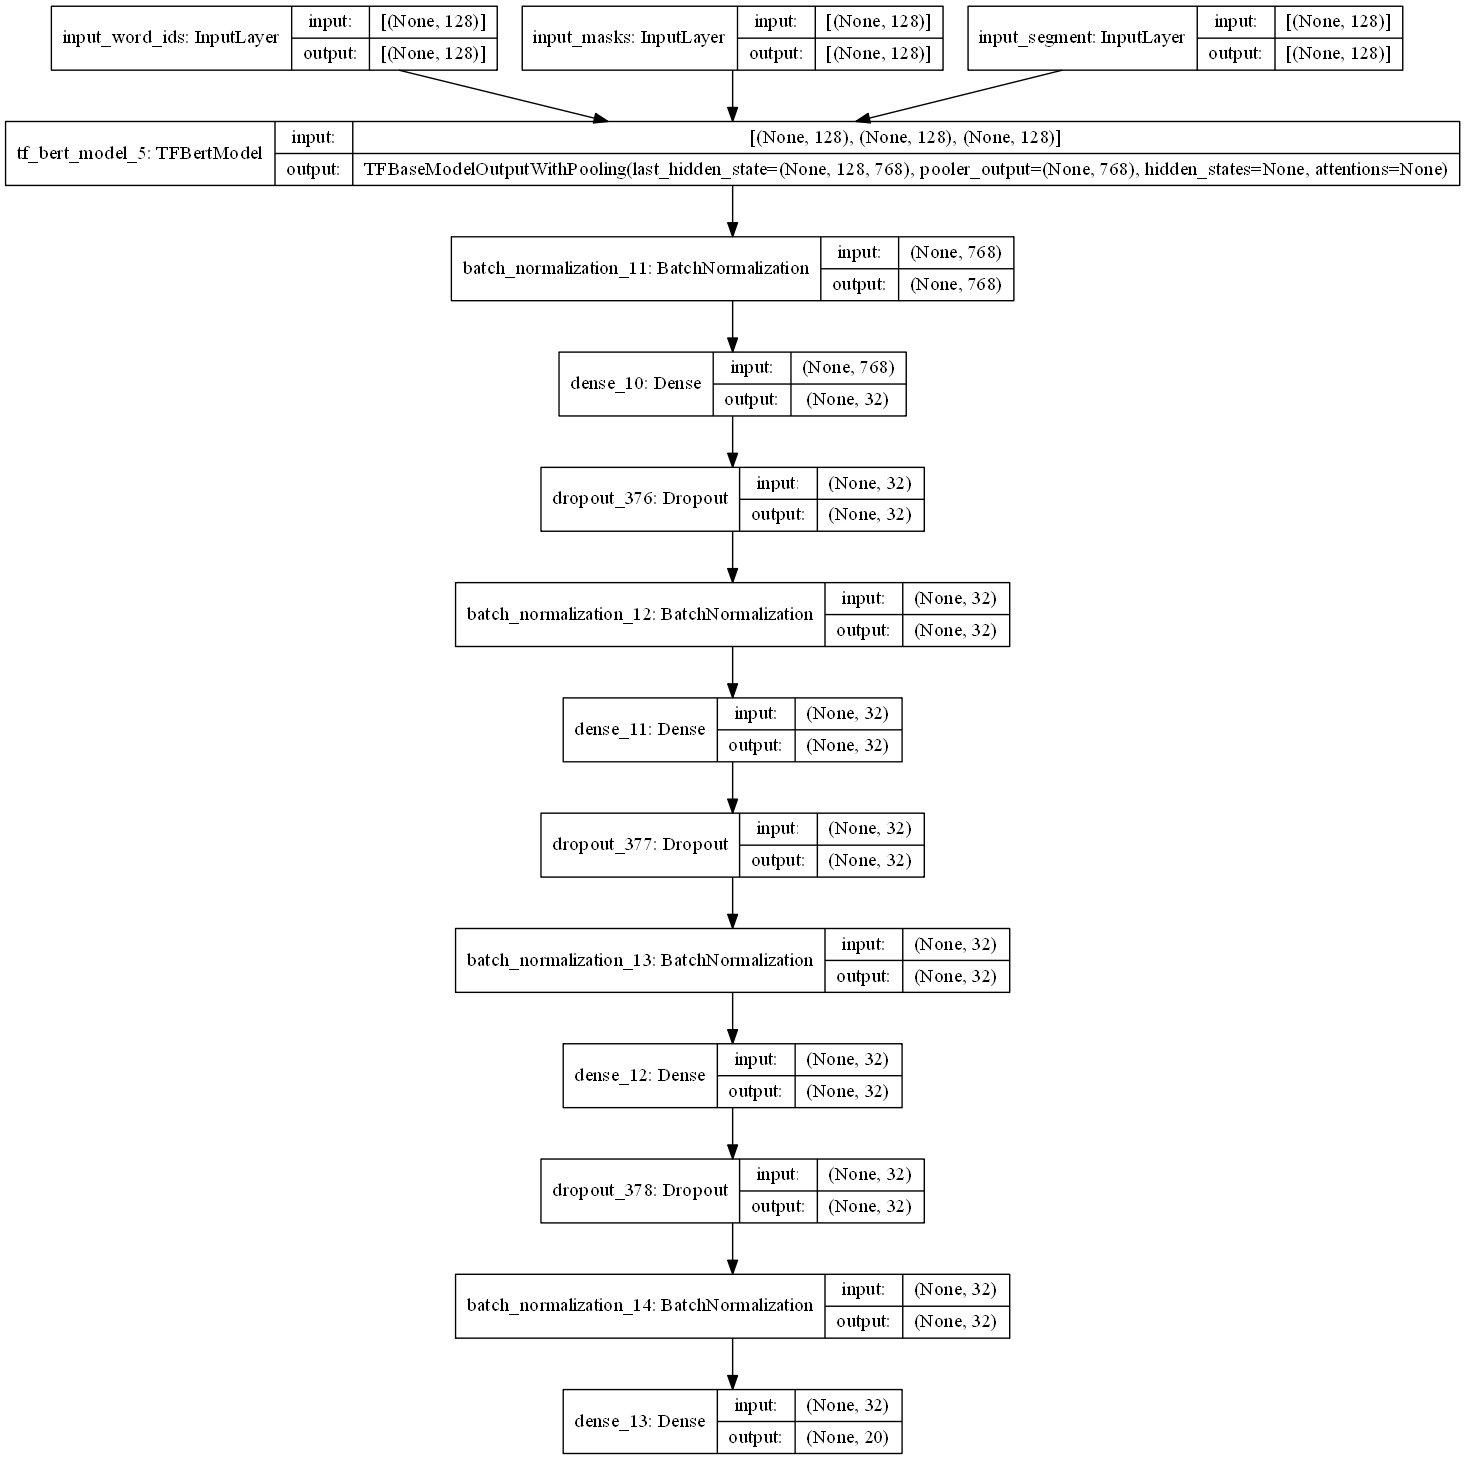 input_word_ids: InputLayer input: [(None, 128)] output: [(None, 128)]
input_masks: InputLayer input: [(None, 128)] output: [(None, 128)]
input_segment: InputLayer input: [(None, 128)] output: [(None, 128)]
tf_bert_model_5: TFBertModel input: [(None, 128), (None, 128), (None, 128)]
output: TFBaseModelOutputWithPooling(last_hidden_state=(None, 128, 768), pooler_output=(None, 768), hidden_states=None, attentions=None)
batch_normalization_11: BatchNormalization input: (None, 768)
output: (None, 768)
dense_10: Dense input: (None, 768)
output: (None, 32)
dropout_376: Dropout input: (None, 32)
output: (None, 32)
batch_normalization_12: BatchNormalization input: (None, 32)
output: (None, 32)
dense_11: Dense input: (None, 32)
output: (None, 32)
dropout_377: Dropout input: (None, 32)
output: (None, 32)
batch_normalization_13: BatchNormalization input: (None, 32)
output: (None, 32)
dense_12: Dense input: (None, 32)
output: (None, 32)
dropout_378: Dropout input: (None, 32)
output: (None, 32)
batch_normalization_14: BatchNormalization input: (None, 32)
output: (None, 32)
dense_13: Dense input: (None, 32)
output: (None, 20)